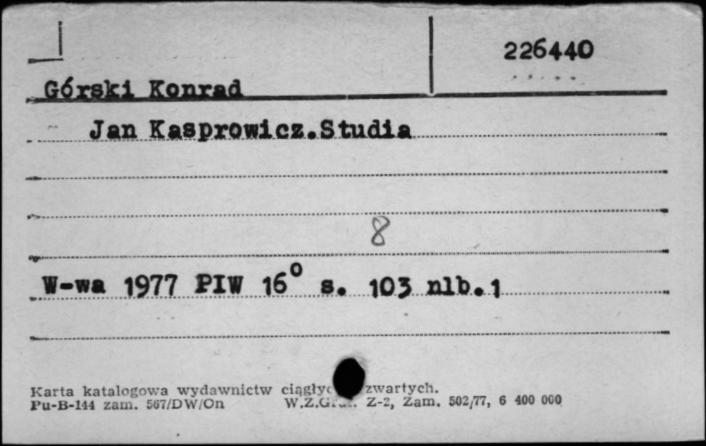 226440
Górski Konrad
Jan Kasprowicz.Studia
8
W-wa 1977 PIW 16° s. 103 nlb.1
Karta katalogowa wydawnictw zwartych.
Pu-B-144 zam. 567/DW/On W.Z.Graf. Z-2, Zam. 502/77, 6 400 000